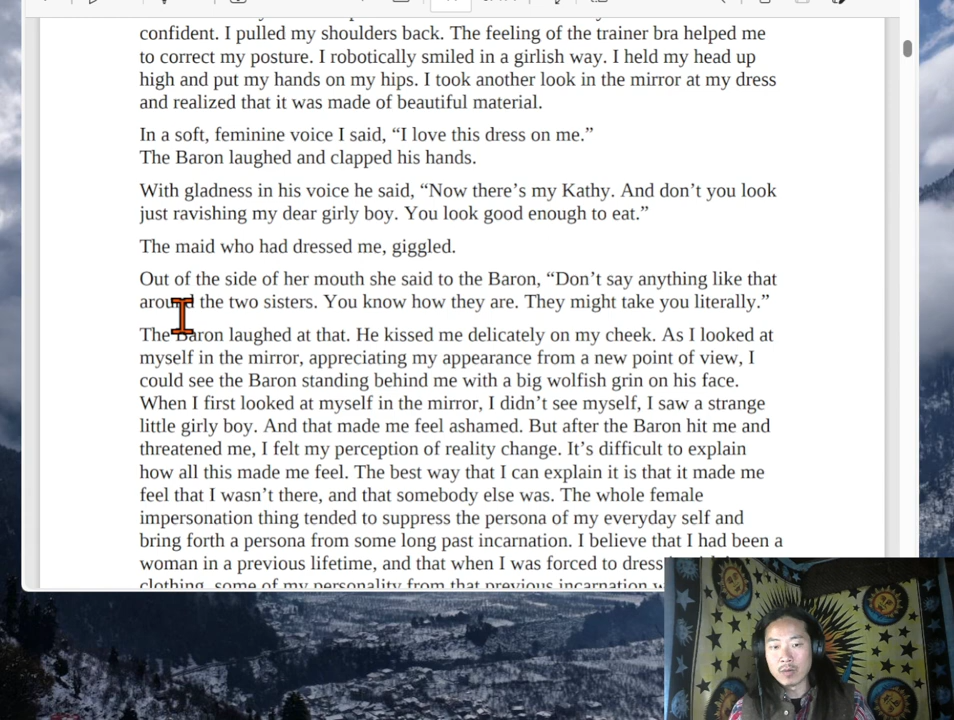 confident. I pulled my shoulders back. The feeling of the trainer bra helped me
to correct my posture. I robotically smiled in a girlish way. I held my head up
high and put my hands on my hips. I took another look in the mirror at my dress
and realized that it was made of beautiful material.
In a soft, feminine voice I said, “I love this dress on me.”
The Baron laughed and clapped his hands.
With gladness in his voice he said, “Now there’s my Kathy. And don’t you look
just ravishing my dear girly boy. You look good enough to eat.”
The maid who had dressed me, giggled.
Out of the side of her mouth she said to the Baron, “Don’t say anything like that
around the two sisters. You know how they are. They might take you literally.”
The Baron laughed at that. He kissed me delicately on my cheek. As I looked at
myself in the mirror, appreciating my appearance from a new point of view, I
could see the Baron standing behind me with a big wolfish grin on his face.
When I first looked at myself in the mirror, I didn’t see myself, I saw a strange
little girly boy. And that made me feel ashamed. But after the Baron hit me and
threatened me, I felt my perception of reality change. It’s difficult to explain
how all this made me feel. The best way that I can explain it is that it made me
feel that I wasn’t there, and that somebody else was. The whole female
impersonation thing tended to suppress the persona of my everyday self and
bring forth a persona from some long past incarnation. I believe that I had been a
woman in a previous lifetime, and that when I was forced to dress
clothing, some of my personality from that previous incarnation